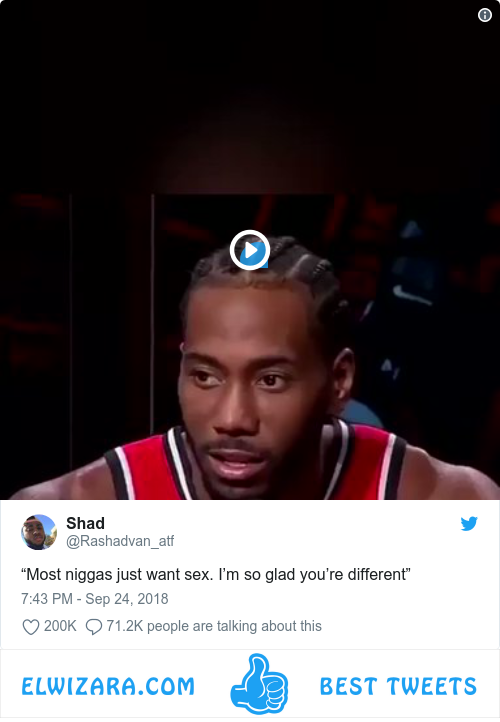 Shad
@Rashadvan_atf
“Most niggas just want sex. I’m so glad you’re different”
7:43 PM - Sep 24, 2018
200K 71.2K people are talking about this
ELWIZARA.COM BEST TWEETS